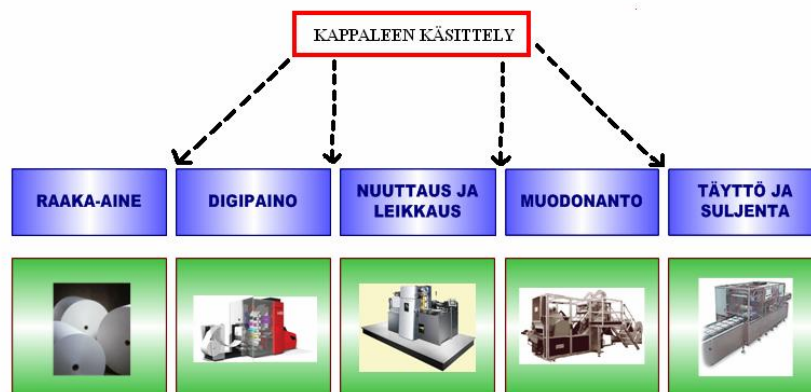 KAPPALEEN KÄSITTELY
RAAKA-AINE
DIGIPAINO
NUUTTAUS JA
LEIKKAUS
MUODONANTO
TÄYTTÖ JA
SULJENTA